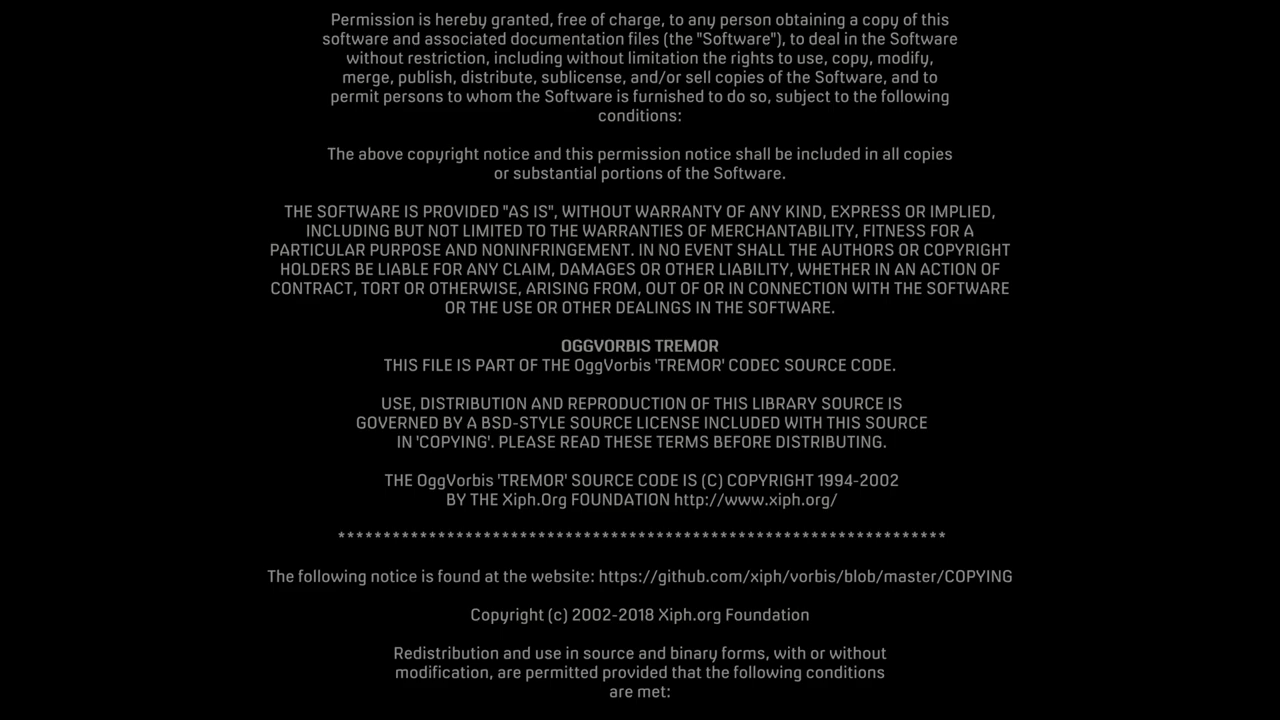 Permission is hereby granted, free of charge, to any person obtaining a copy of this
software and associated documentation files (the "Software"), to deal in the Software
without restriction, including without limitation the rights to use, copy, modify,
merge, publish, distribute, sublicense, and/or sell copies of the Software, and to
permit persons to whom the Software is furnished to do so, subject to the following
conditions:
The above copyright notice and this permission notice shall be included in all copies
or substantial portions of the Software.
THE SOFTWARE IS PROVIDED "AS IS", WITHOUT WARRANTY OF ANY KIND, EXPRESS OR IMPLIED,
INCLUDING BUT NOT LIMITED TO THE WARRANTIES OF MERCHANTABILITY, FITNESS FOR A
PARTICULAR PURPOSE AND NONINFRINGEMENT. IN NO EVENT SHALL THE AUTHORS OR COPYRIGHT
HOLDERS BE LIABLE FOR ANY CLAIM, DAMAGES OR OTHER LIABILITY, WHETHER IN AN ACTION OF
CONTRACT, TORT OR OTHERWISE, ARISING FROM, OUT OF OR IN CONNECTION WITH THE SOFTWARE
OR THE USE OR OTHER DEALINGS IN THE SOFTWARE.
OGGVORBIS TREMOR
THIS FILE IS PART OF THE OggVorbis 'TREMOR' CODEC SOURCE CODE.
USE, DISTRIBUTION AND REPRODUCTION OF THIS LIBRARY SOURCE IS
GOVERNED BY A BSD-STYLE SOURCE LICENSE INCLUDED WITH THIS SOURCE
IN 'COPYING'. PLEASE READ THESE TERMS BEFORE DISTRIBUTING.
THE OggVorbis 'TREMOR' SOURCE CODE IS (C) COPYRIGHT 1994-2002
BY THE Xiph.Org FOUNDATION http://www.xiph.org/
*******************************************************************
The following notice is found at the website: https://github.com/xiph/vorbis/blob/master/COPYING
Copyright (c) 2002-2018 Xiph.org Foundation
Redistribution and use in source and binary forms, with or without
modification, are permitted provided that the following conditions
are met: